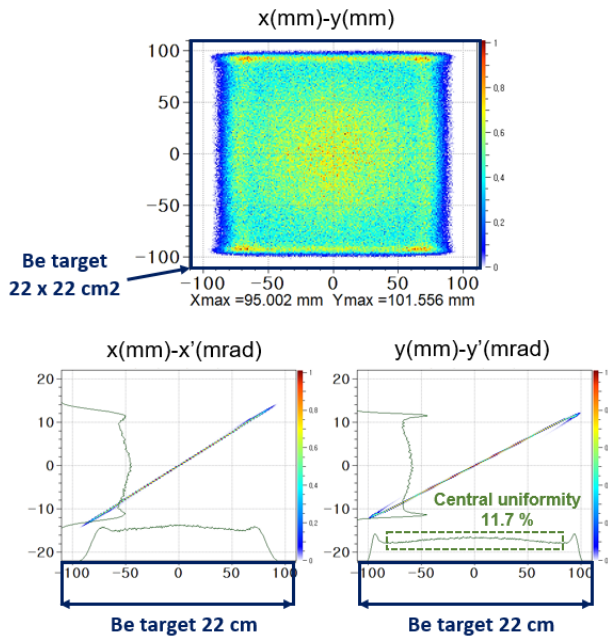 x(mm)-y(mm)
100
50
0
−50
−100
1
0.8
0.6
0.4
0.2
0
−100 −50 0 50 100
Xmax =95.002 mm Ymax =101.556 mm
Be target
22 x 22 cm2
x(mm)-x'(mrad)
20
10
0
−10
−20
1
0.8
0.6
0.4
0.2
0
−100 −50 0 50 100
Be target 22 cm
y(mm)-y'(mrad)
20
10
0
−10
−20
1
0.8
0.6
0.4
0.2
0
Central uniformity
11.7 %
−100 −50 0 50 100
Be target 22 cm